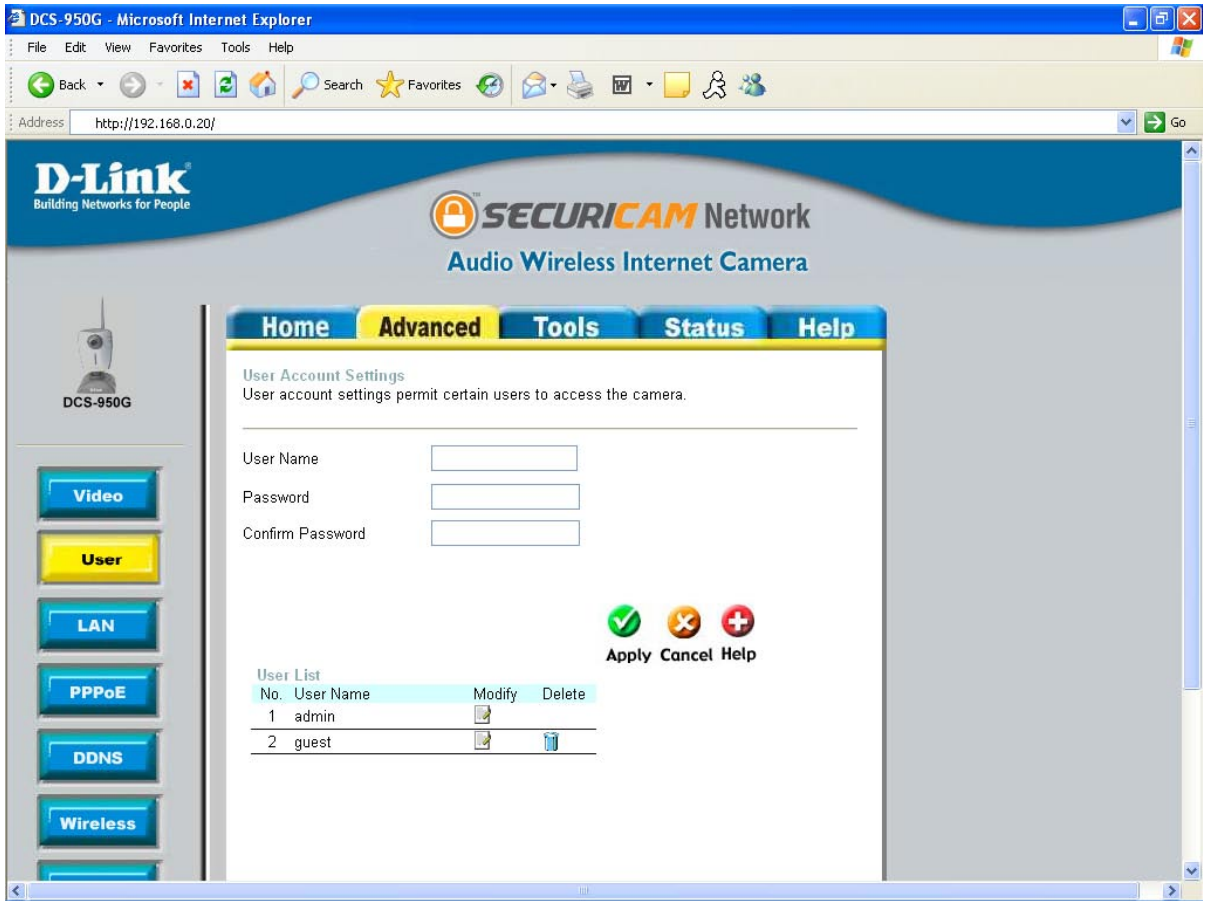 DCS-950G - Microsoft Internet Explorer
File Edit View Favorites Tools Help
Back Search Favorites
Address http://192.168.0.20/ Go
D-Link®
Building Networks for People
SECURICAM™ Network
Audio Wireless Internet Camera
DCS-950G
Home Advanced Tools Status Help
User Account Settings
User account settings permit certain users to access the camera.
User Name
Password
Confirm Password
Apply Cancel Help
User List
No. User Name Modify Delete
1 admin
2 guest
Video
User
LAN
PPPoE
DDNS
Wireless